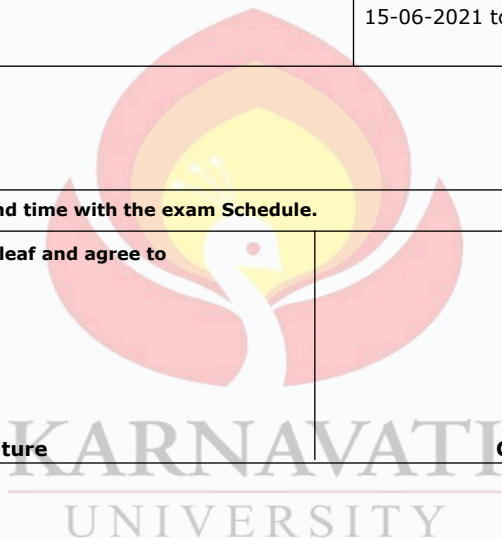 15-06-2021 to
nd time with the exam Schedule.
leaf and agree to
ture
KARNAVATI
UNIVERSITY